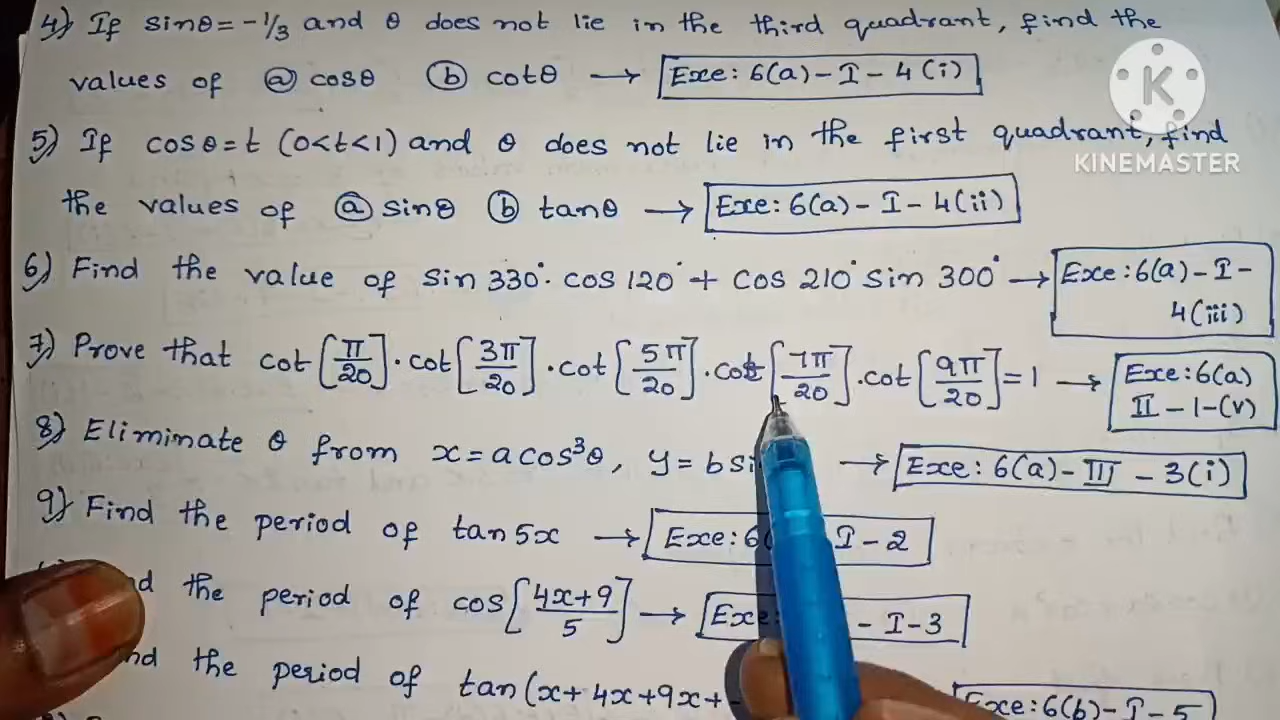 4) If sinθ = -1/3 and θ does not lie in the third quadrant, find the
values of ⓐ cosθ ⓑ cotθ → Exe: 6(a) - I - 4(i)
K
KINEMASTER
5) If cosθ = t (0<t<1) and θ does not lie in the first quadrant, find
the values of ⓐ sinθ ⓑ tanθ → Exe: 6(a) - I - 4(ii)
6) Find the value of sin 330°. cos 120° + cos 210° sin 300° → Exe: 6(a) - I -
4(iii)
7) Prove that cot[π/20] . cot[3π/20] . cot[5π/20] . cot[7π/20] . cot[9π/20] = 1 → Exe: 6(a)
II - 1-(v)
8) Eliminate θ from x = a cos³θ, y = b → Exe: 6(a) - III - 3(i)
9) Find the period of tan 5x → Exe: 6 I - 2
the period of cos[4x+9/5] → Exe - I-3
the period of tan(x+4x+9x+ Exe: 6(b) - I - 5